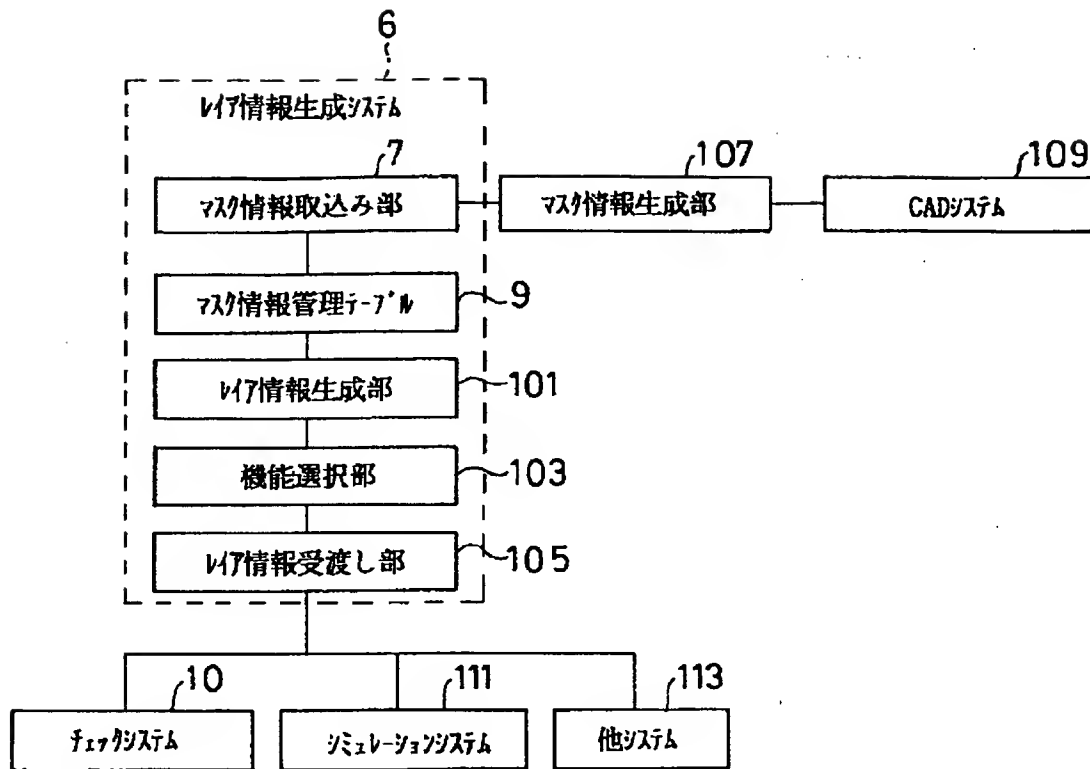 6
ﾚｲｱ情報生成ｼｽﾃﾑ
7
107
109
ﾏｽｸ情報取込み部
ﾏｽｸ情報生成部
CADｼｽﾃﾑ
ﾏｽｸ情報管理ﾃｰﾌﾞﾙ
9
ﾚｲｱ情報生成部
101
機能選択部
103
ﾚｲｱ情報受渡し部
105
10
111
113
ﾁｪｯｸｼｽﾃﾑ
ｼﾐｭﾚｰｼｮﾝｼｽﾃﾑ
他ｼｽﾃﾑ